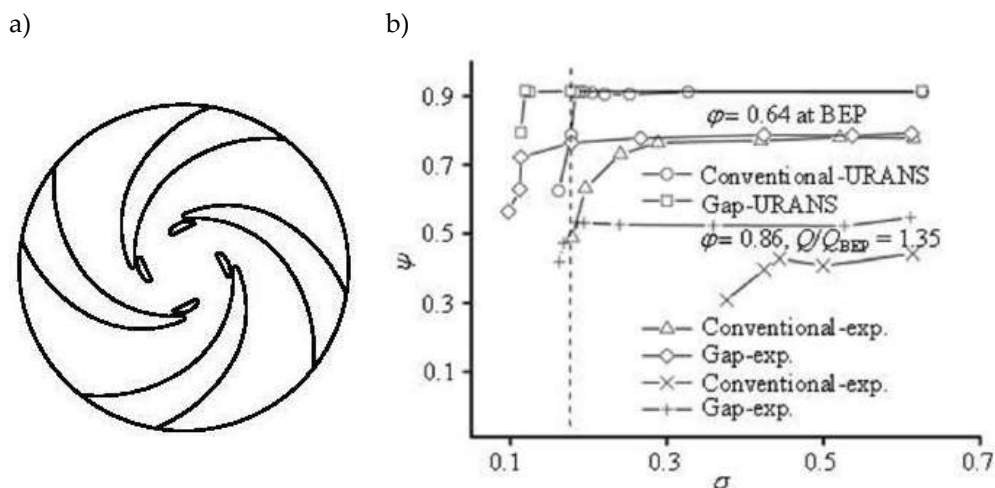 a)
b)
0.9
0.7
0.5
0.3
0.1
ψ
φ= 0.64 at BEP
Conventional-URANS
Gap-URANS
φ= 0.86, Q/Q_BEP = 1.35
Conventional-exp.
Gap-exp.
Conventional-exp.
Gap-exp.
0.1 0.3 0.5 0.7
σ